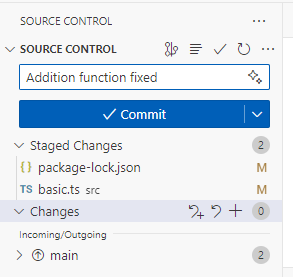 SOURCE CONTROL
SOURCE CONTROL
Addition function fixed
Commit
Staged Changes 2
{ } package-lock.json M
TS basic.ts src M
Changes 0
Incoming/Outgoing
main 2